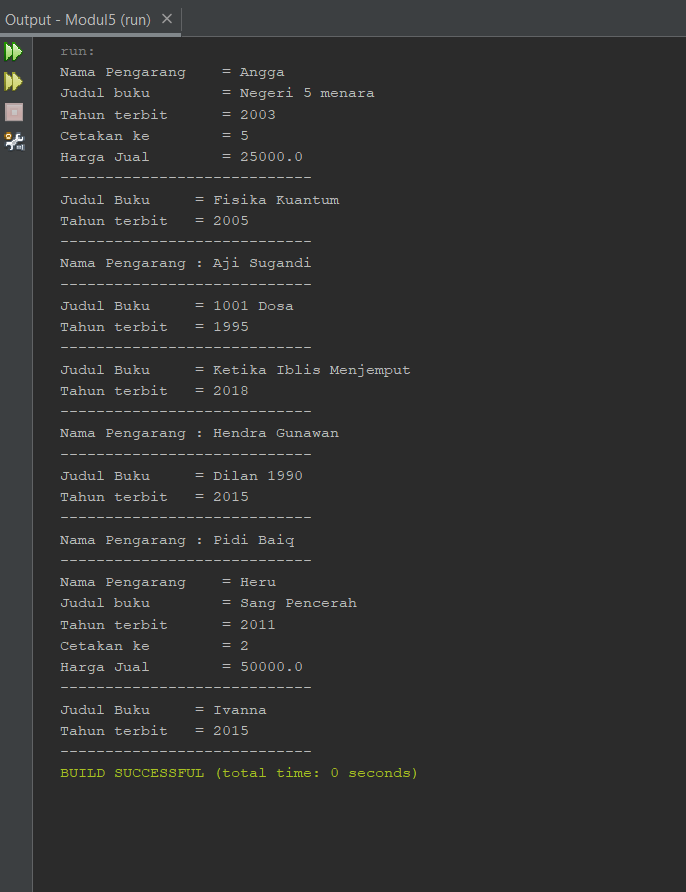 Output - Modul5 (run)
run:
Nama Pengarang    = Angga
Judul buku        = Negeri 5 menara
Tahun terbit      = 2003
Cetakan ke        = 5
Harga Jual        = 25000.0
----------------------------
Judul Buku     = Fisika Kuantum
Tahun terbit   = 2005
----------------------------
Nama Pengarang : Aji Sugandi
----------------------------
Judul Buku     = 1001 Dosa
Tahun terbit   = 1995
----------------------------
Judul Buku     = Ketika Iblis Menjemput
Tahun terbit   = 2018
----------------------------
Nama Pengarang : Hendra Gunawan
----------------------------
Judul Buku     = Dilan 1990
Tahun terbit   = 2015
----------------------------
Nama Pengarang : Pidi Baiq
----------------------------
Nama Pengarang    = Heru
Judul buku        = Sang Pencerah
Tahun terbit      = 2011
Cetakan ke        = 2
Harga Jual        = 50000.0
----------------------------
Judul Buku     = Ivanna
Tahun terbit   = 2015
----------------------------
BUILD SUCCESSFUL (total time: 0 seconds)